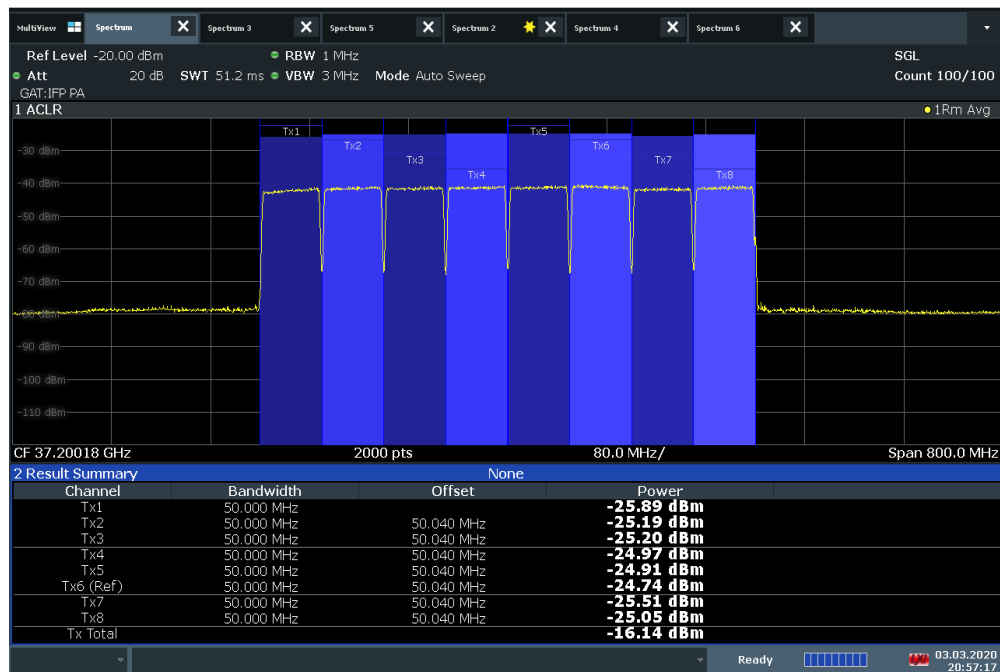 MultiView Spectrum Spectrum 3 Spectrum 5 Spectrum 2 Spectrum 4 Spectrum 6
Ref Level -20.00 dBm RBW 1 MHz SGL
Att 20 dB SWT 51.2 ms VBW 3 MHz Mode Auto Sweep Count 100/100
GAT:IFP PA
1 ACLR 1Rm Avg
Tx1 Tx5
Tx2 Tx6
-30 dBm
Tx3 Tx7
Tx4 Tx8
-40 dBm
-50 dBm
-60 dBm
-70 dBm
-80 dBm
-90 dBm
-100 dBm
-110 dBm
CF 37.20018 GHz 2000 pts 80.0 MHz/ Span 800.0 MHz
2 Result Summary None
Channel Bandwidth Offset Power
Tx1 50.000 MHz -25.89 dBm
Tx2 50.000 MHz 50.040 MHz -25.19 dBm
Tx3 50.000 MHz 50.040 MHz -25.20 dBm
Tx4 50.000 MHz 50.040 MHz -24.97 dBm
Tx5 50.000 MHz 50.040 MHz -24.91 dBm
Tx6 (Ref) 50.000 MHz 50.040 MHz -24.74 dBm
Tx7 50.000 MHz 50.040 MHz -25.51 dBm
Tx8 50.000 MHz 50.040 MHz -25.05 dBm
Tx Total -16.14 dBm
Ready 03.03.2020
20:57:17